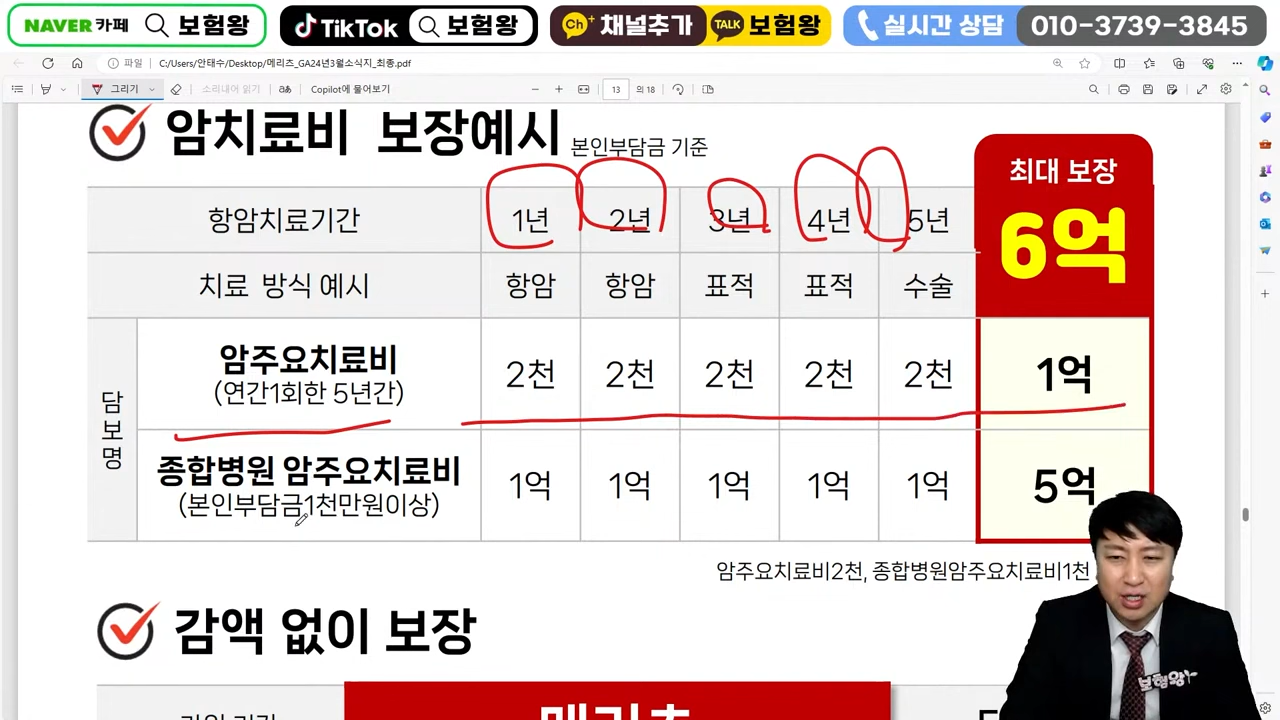 NAVER 카페 보험왕
TikTok 보험왕
Ch+ 채널추가 TALK 보험왕
실시간 상담 010-3739-3845
파일 C:/Users/안태수/Desktop/메리츠_GA24년3월소식지_최종.pdf
그리기 소리내어 읽기 Copilot에 물어보기 13 의 18
암치료비 보장예시 본인부담금 기준
최대 보장
6억
항암치료기간 1년 2년 3년 4년 5년
치료 방식 예시 항암 항암 표적 표적 수술
담보명
암주요치료비 2천 2천 2천 2천 2천 1억
(연간1회한 5년간)
종합병원 암주요치료비 1억 1억 1억 1억 1억 5억
(본인부담금1천만원이상)
암주요치료비2천, 종합병원암주요치료비1천
감액 없이 보장
보험왕